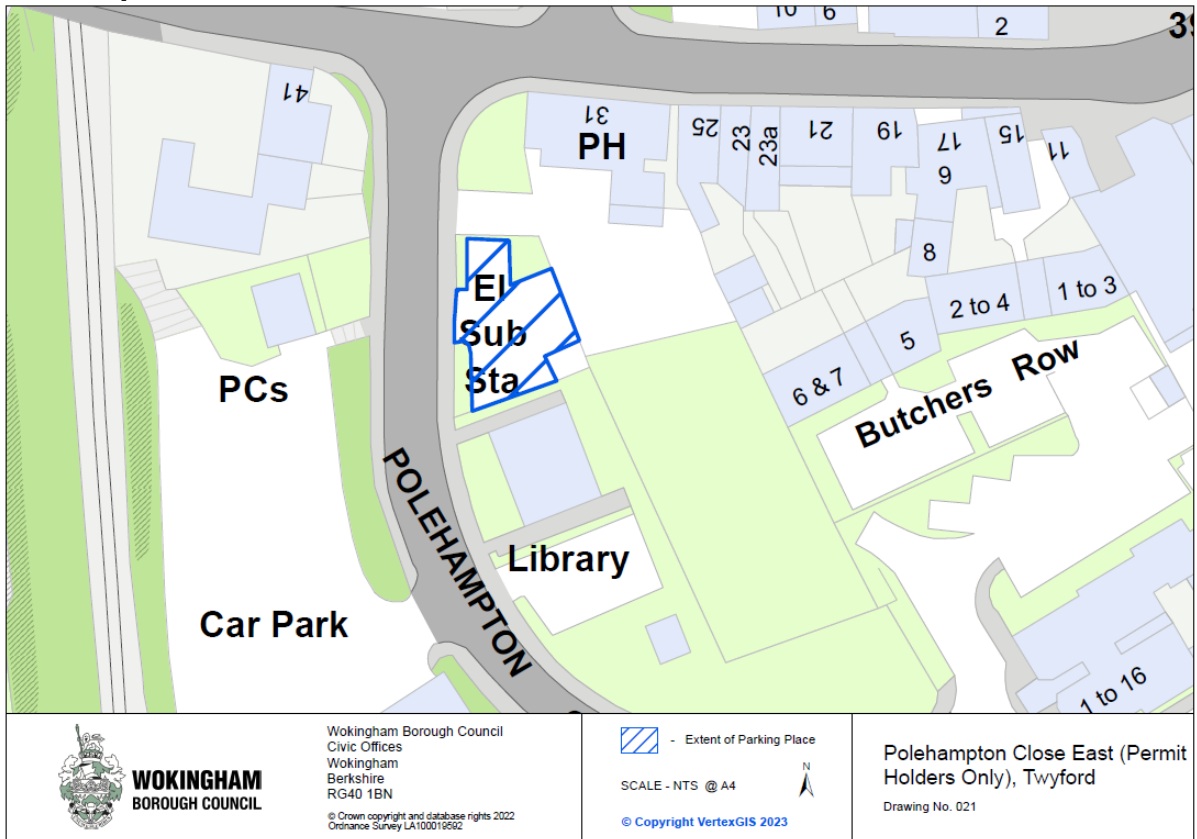 10
6
2
39
41
31
PH
25
23
23a
21
19
17
15
11
9
8
El
Sub
Sta
2 to 4
1 to 3
5
6 & 7
Butchers Row
PCs
POLEHAMPTON
Library
Car Park
1 to 16
WOKINGHAM
BOROUGH COUNCIL
Wokingham Borough Council
Civic Offices
Wokingham
Berkshire
RG40 1BN
© Crown copyright and database rights 2022
Ordnance Survey LA100019592
- Extent of Parking Place
SCALE - NTS @ A4
N
© Copyright VertexGIS 2023
Polehampton Close East (Permit
Holders Only), Twyford
Drawing No. 021